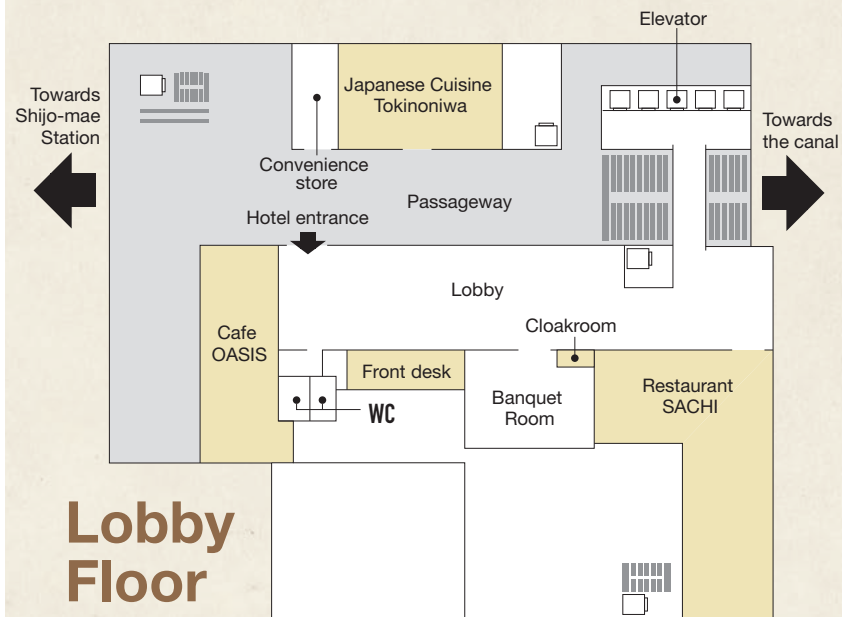 Elevator
Towards
Shijo-mae
Station
Japanese Cuisine
Tokinoniwa
Towards
the canal
Convenience
store
Passageway
Hotel entrance
Lobby
Cafe
OASIS
Cloakroom
Front desk
Restaurant
SACHI
Banquet
Room
WC
Lobby
Floor